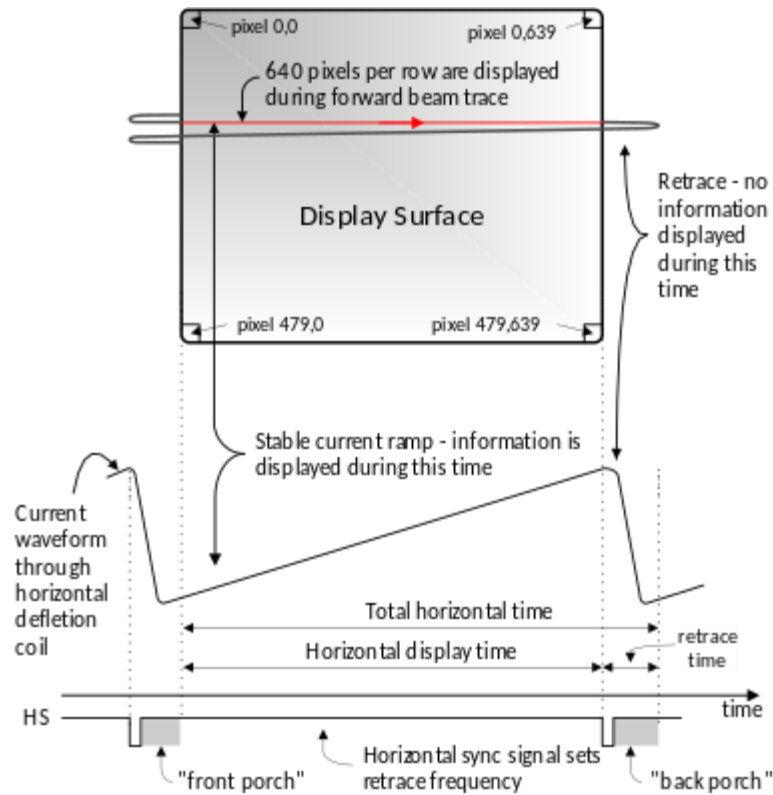 pixel 0,0
pixel 0,639
640 pixels per row are displayed
during forward beam trace
Display Surface
Retrace - no
information
displayed
during this
time
pixel 479,0
pixel 479,639
Stable current ramp - information is
displayed during this time
Current
waveform
through
horizontal
defletion
coil
Total horizontal time
Horizontal display time
retrace
time
time
HS
Horizontal sync signal sets
retrace frequency
"front porch"
"back porch"